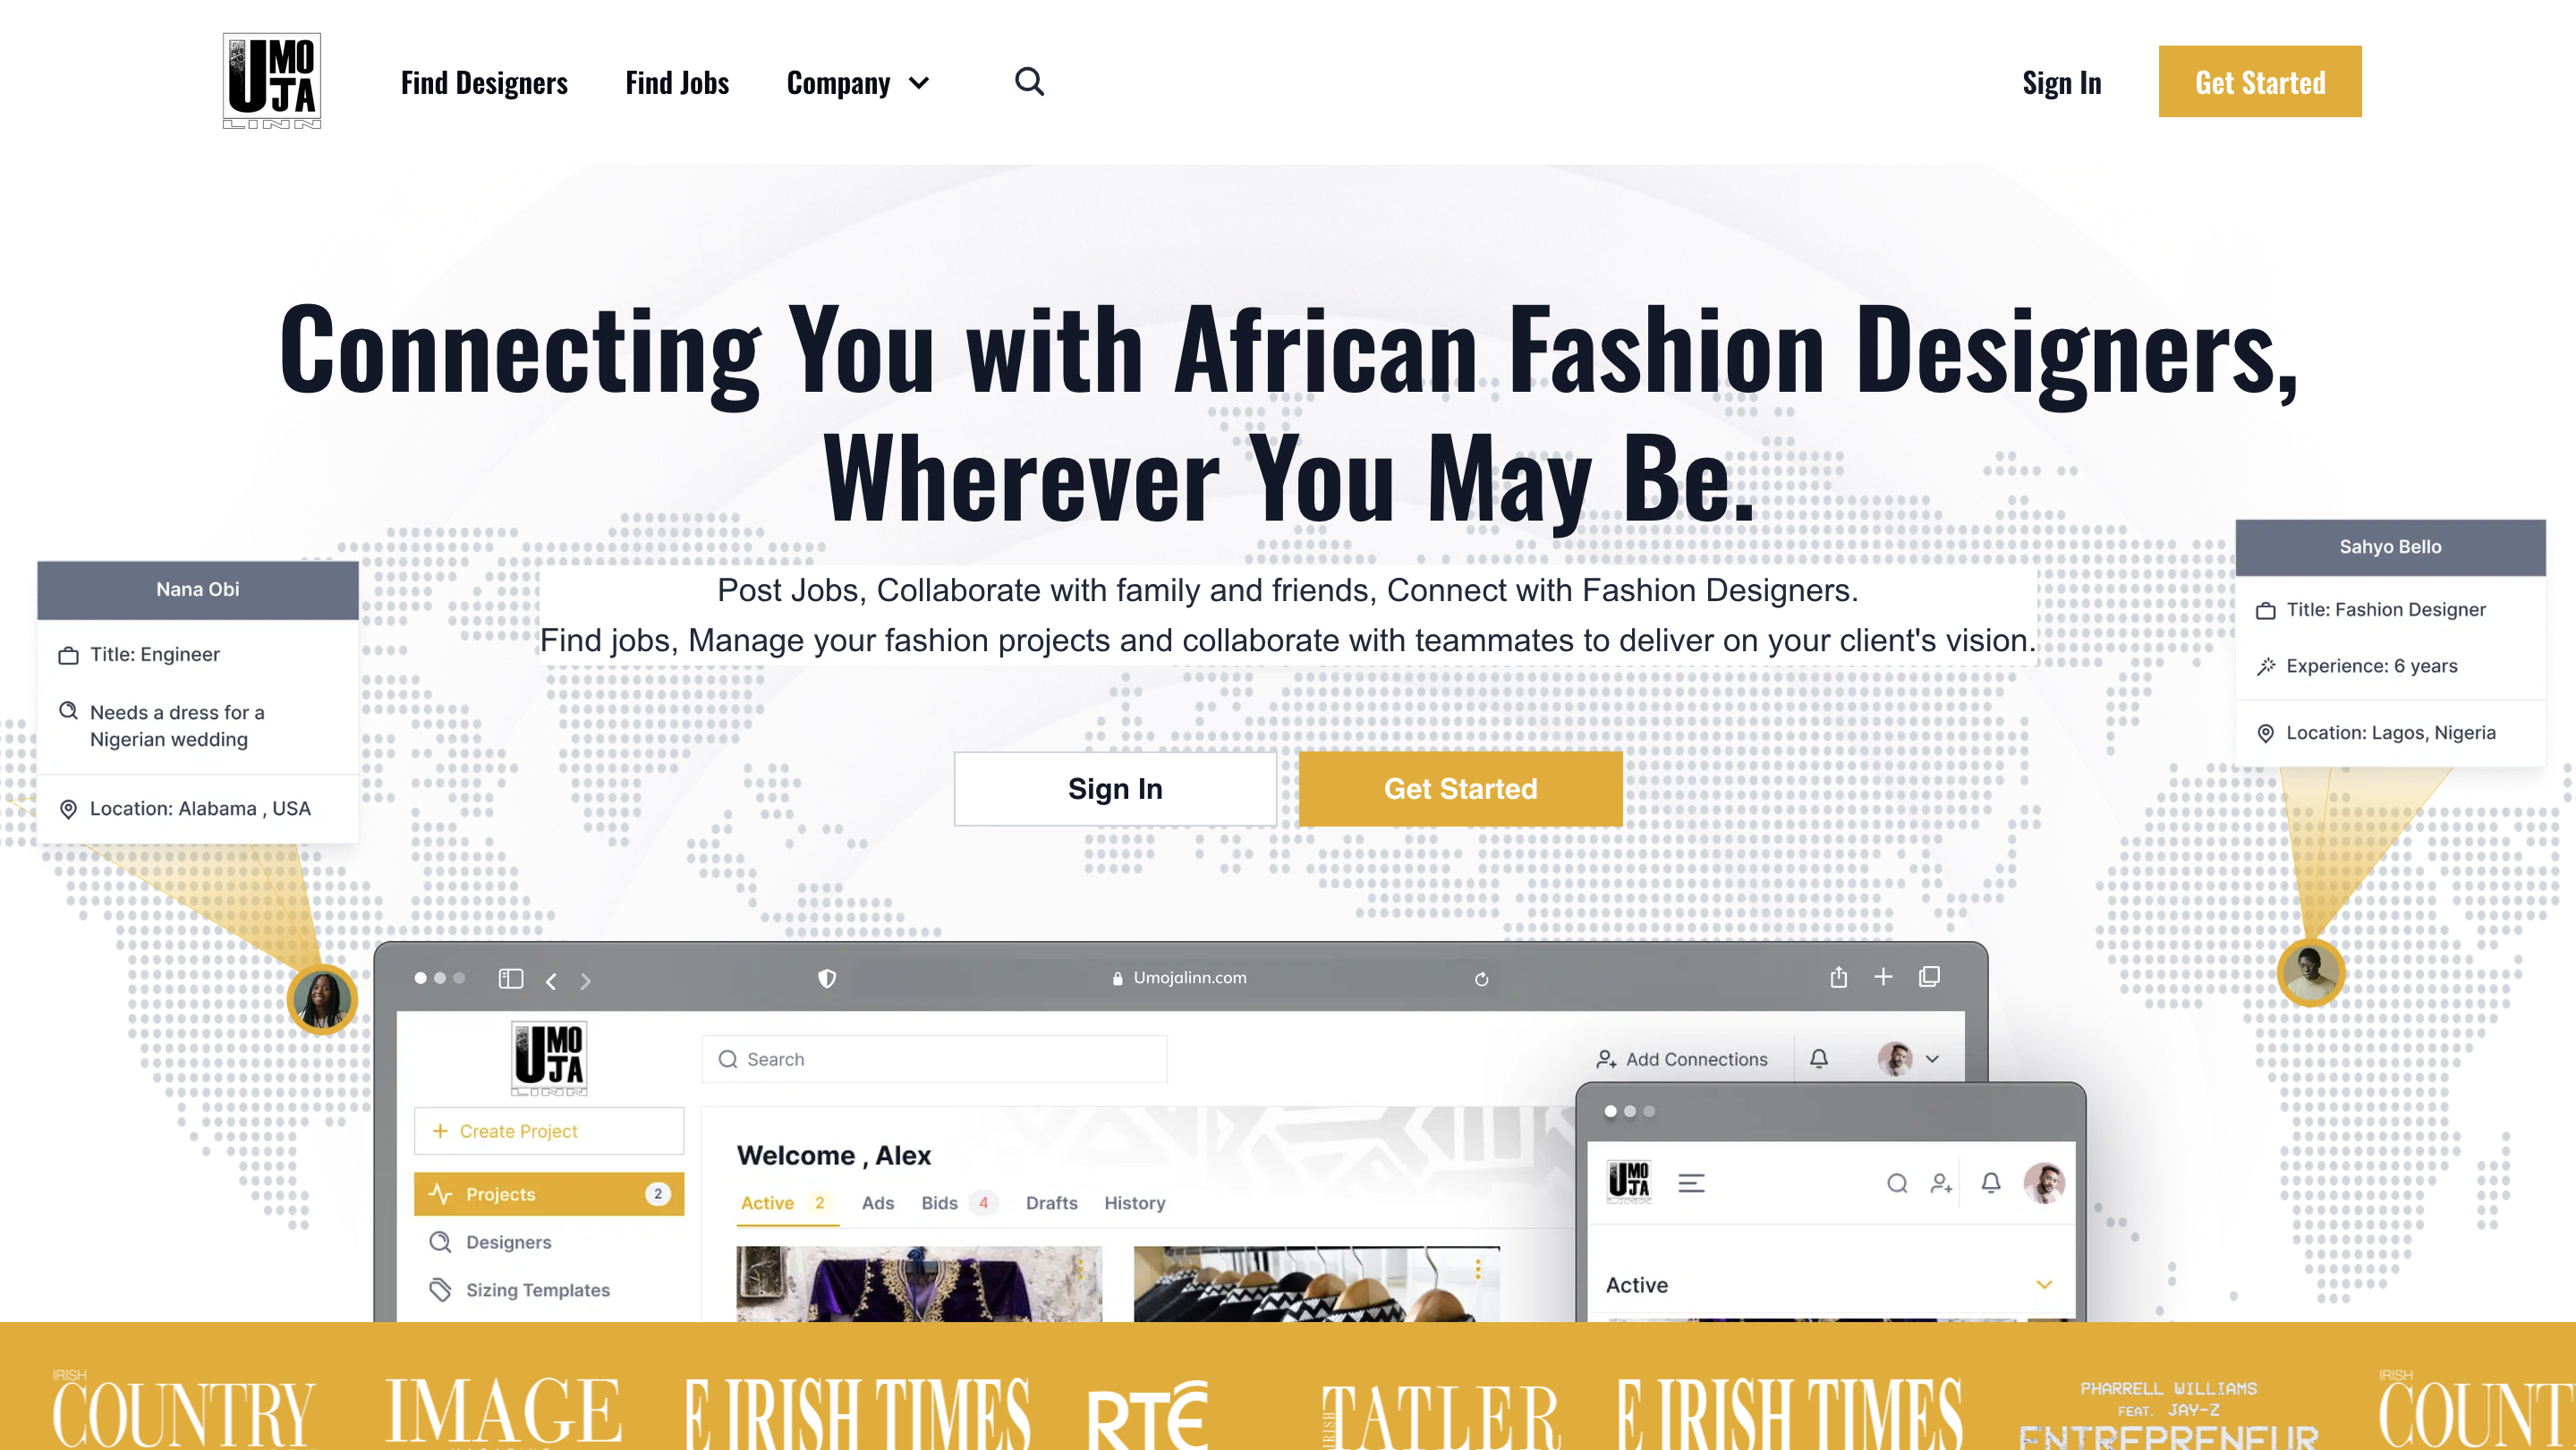 UMOJA
LINN
Find Designers
Find Jobs
Company
Sign In
Get Started
Connecting You with African Fashion Designers,
Wherever You May Be.
Post Jobs, Collaborate with family and friends, Connect with Fashion Designers.
Find jobs, Manage your fashion projects and collaborate with teammates to deliver on your client's vision.
Sign In
Get Started
Nana Obi
Title: Engineer
Needs a dress for a
Nigerian wedding
Location: Alabama , USA
Sahyo Bello
Title: Fashion Designer
Experience: 6 years
Location: Lagos, Nigeria
Umojalinn.com
UMOJA
LINN
Search
Add Connections
+ Create Project
Projects 2
Designers
Sizing Templates
Welcome , Alex
Active 2 Ads Bids 4 Drafts History
UMOJA
Active
IRISH
COUNTRY
IMAGE
E IRISH TIMES
RTÉ
IRISH
TATLER
E IRISH TIMES
PHARRELL WILLIAMS
FEAT. JAY-Z
ENTREPRENEUR
IRISH
COUNT